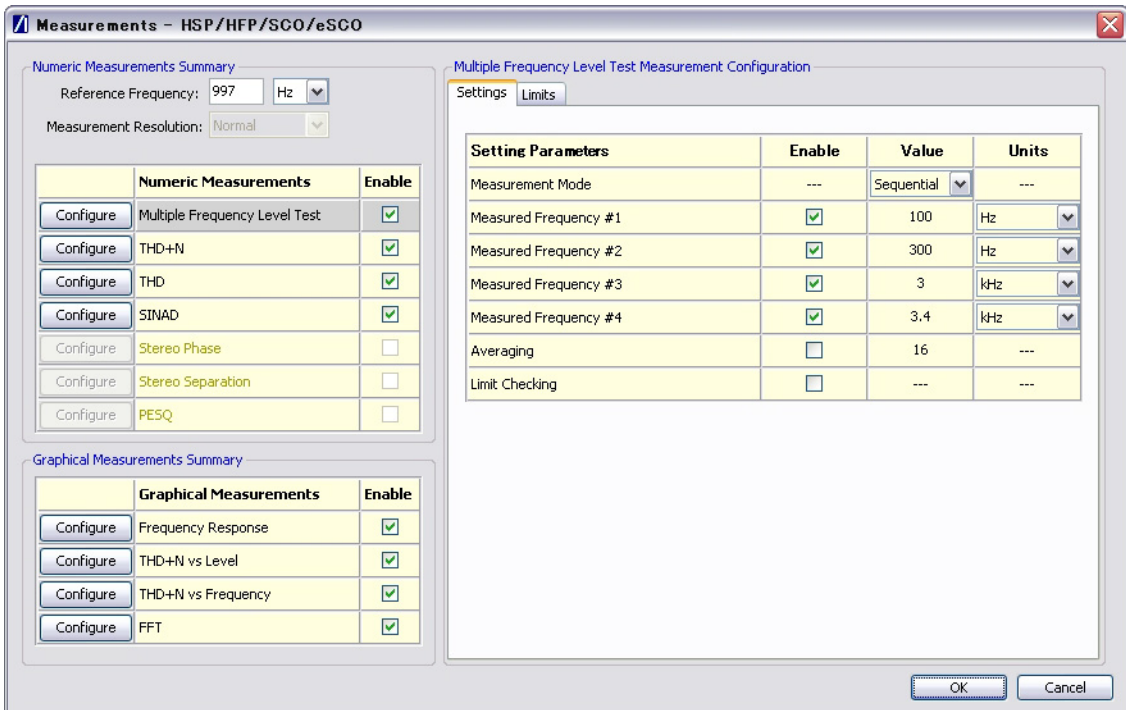 Measurements - HSP/HFP/SCO/eSCO
Numeric Measurements Summary
Reference Frequency: 997 Hz
Measurement Resolution: Normal
Numeric Measurements Enable
Configure Multiple Frequency Level Test
Configure THD+N
Configure THD
Configure SINAD
Configure Stereo Phase
Configure Stereo Separation
Configure PESQ
Graphical Measurements Summary
Graphical Measurements Enable
Configure Frequency Response
Configure THD+N vs Level
Configure THD+N vs Frequency
Configure FFT
Multiple Frequency Level Test Measurement Configuration
Settings Limits
Setting Parameters Enable Value Units
Measurement Mode --- Sequential ---
Measured Frequency #1 100 Hz
Measured Frequency #2 300 Hz
Measured Frequency #3 3 kHz
Measured Frequency #4 3.4 kHz
Averaging 16 ---
Limit Checking --- ---
OK Cancel